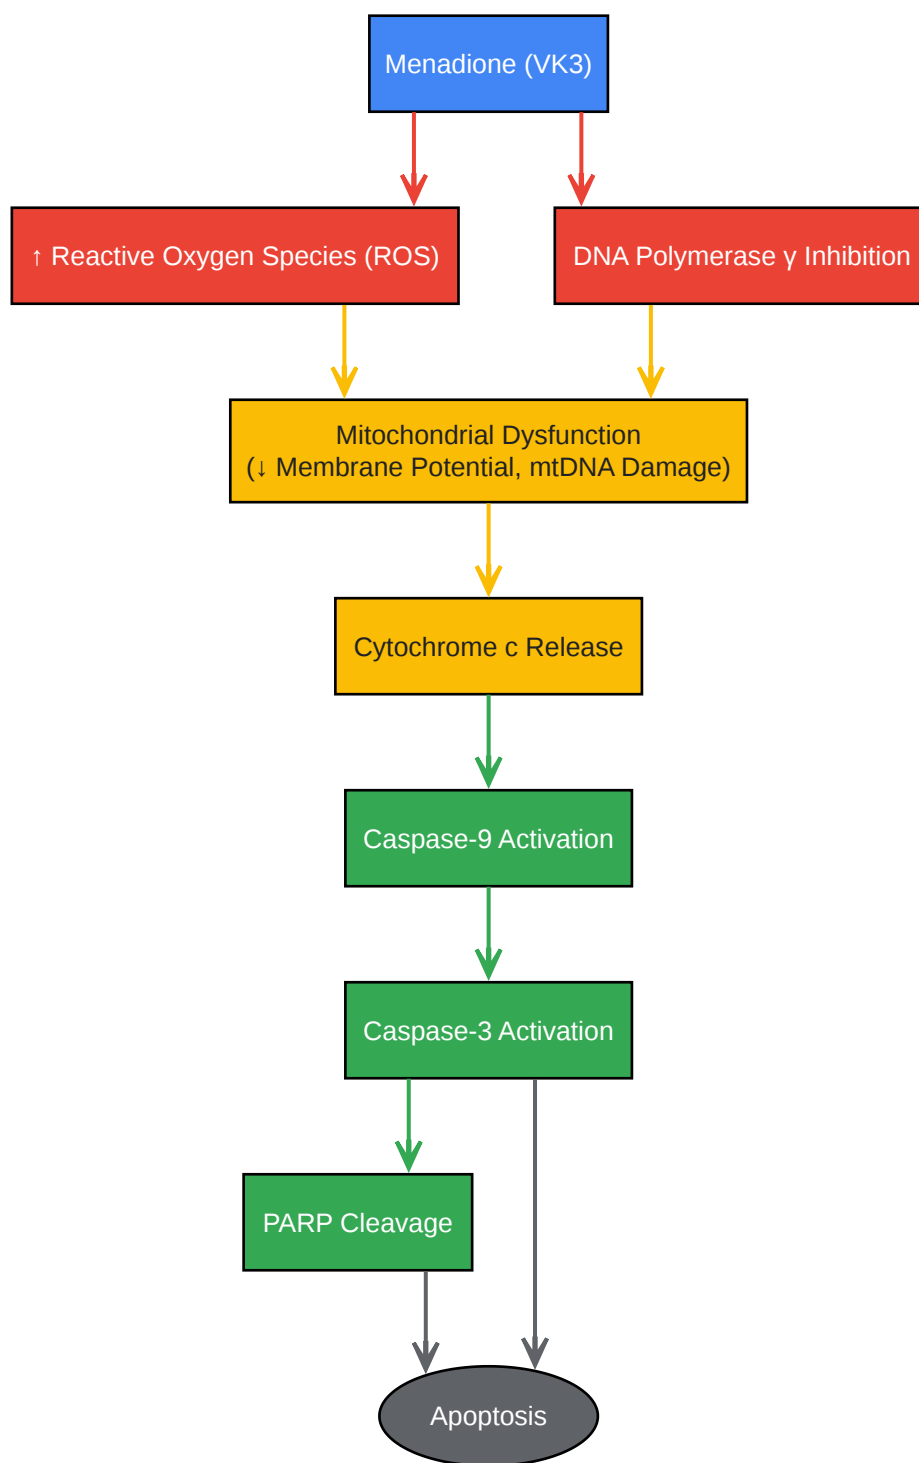 Menadione (VK3)
↑ Reactive Oxygen Species (ROS)
DNA Polymerase γ Inhibition
Mitochondrial Dysfunction
(↓ Membrane Potential, mtDNA Damage)
Cytochrome c Release
Caspase-9 Activation
Caspase-3 Activation
PARP Cleavage
Apoptosis